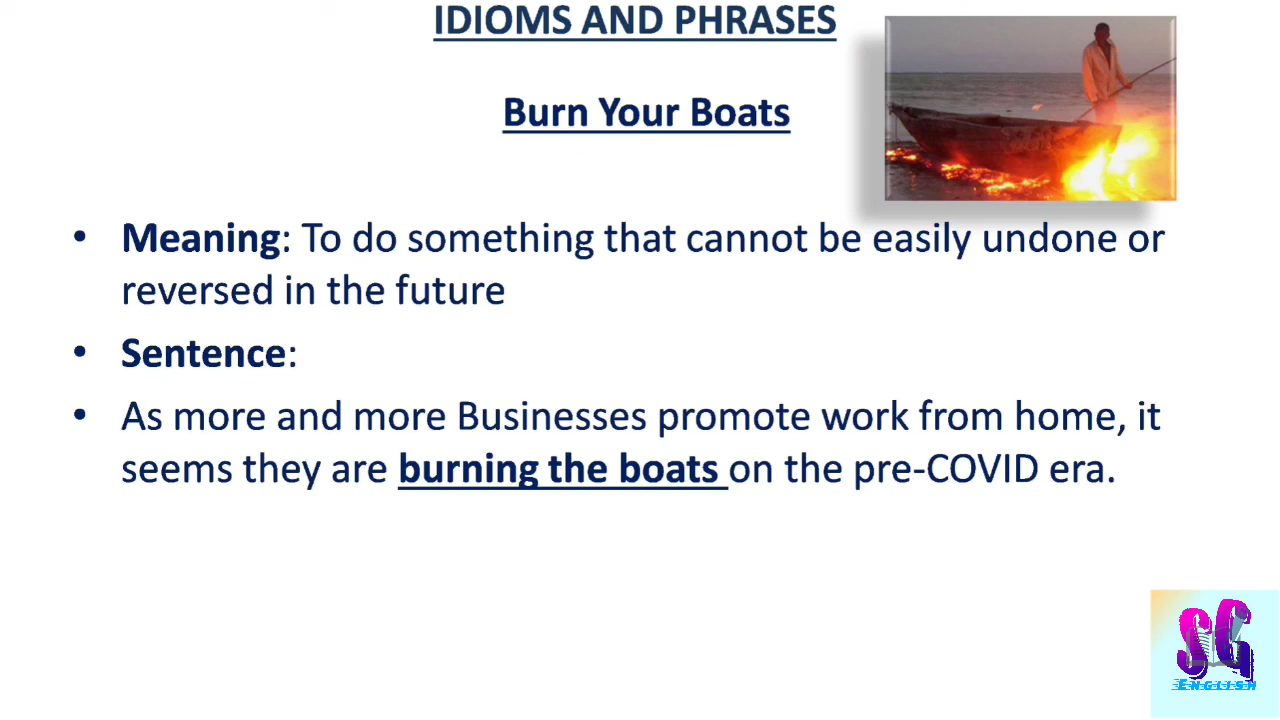 IDIOMS AND PHRASES
Burn Your Boats
• Meaning: To do something that cannot be easily undone or
reversed in the future
• Sentence:
• As more and more Businesses promote work from home, it
seems they are burning the boats on the pre-COVID era.
SG
ENGLISH